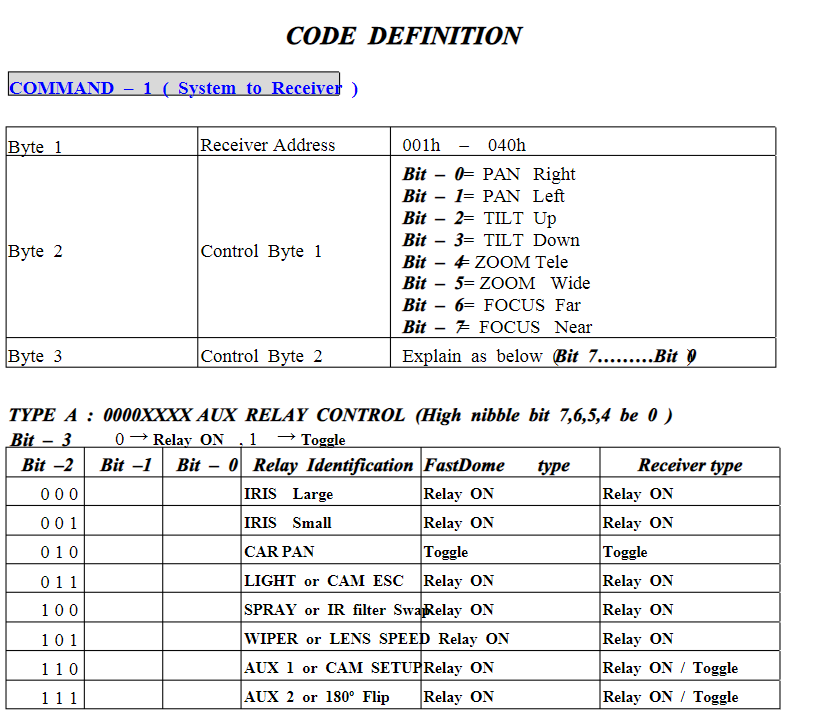 CODE DEFINITION
COMMAND – 1 ( System to Receiver )
Byte 1 Receiver Address 001h – 040h
Bit – 0= PAN Right
Bit – 1= PAN Left
Bit – 2= TILT Up
Bit – 3= TILT Down
Byte 2 Control Byte 1
Bit – 4= ZOOM Tele
Bit – 5= ZOOM Wide
Bit – 6= FOCUS Far
Bit – 7= FOCUS Near
Byte 3 Control Byte 2 Explain as below (Bit 7.........Bit 0)
TYPE A : 0000XXXX AUX RELAY CONTROL (High nibble bit 7,6,5,4 be 0 )
Bit – 3 0 → Relay ON , 1 → Toggle
Bit –2 Bit –1 Bit – 0 Relay Identification FastDome type Receiver type
0 0 0 IRIS Large Relay ON Relay ON
0 0 1 IRIS Small Relay ON Relay ON
0 1 0 CAR PAN Toggle Toggle
0 1 1 LIGHT or CAM ESC Relay ON Relay ON
1 0 0 SPRAY or IR filter Swap Relay ON Relay ON
1 0 1 WIPER or LENS SPEED Relay ON Relay ON
1 1 0 AUX 1 or CAM SETUP Relay ON Relay ON / Toggle
1 1 1 AUX 2 or 180° Flip Relay ON Relay ON / Toggle